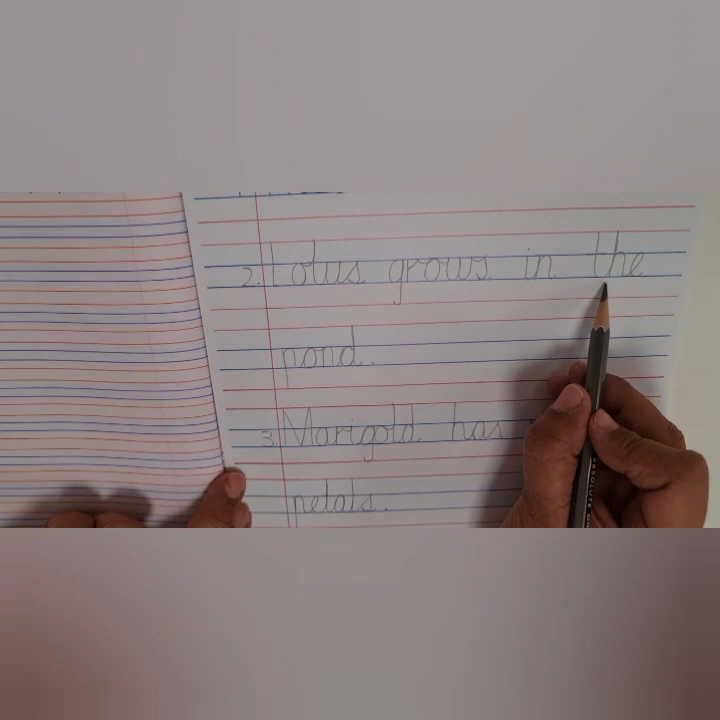 2. Lotus grows in the
pond.
3. Marigold has
petals.